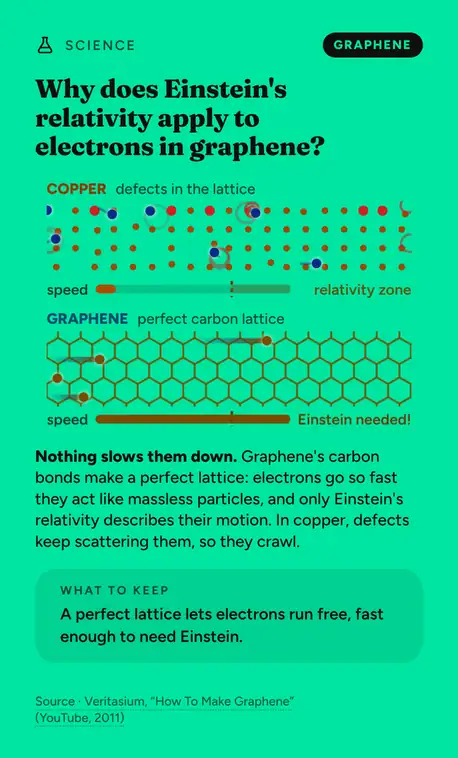 SCIENCE
GRAPHENE
Why does Einstein's
relativity apply to
electrons in graphene?
COPPER defects in the lattice
speed relativity zone
GRAPHENE perfect carbon lattice
speed Einstein needed!
Nothing slows them down. Graphene's carbon
bonds make a perfect lattice: electrons go so fast
they act like massless particles, and only Einstein's
relativity describes their motion. In copper, defects
keep scattering them, so they crawl.
WHAT TO KEEP
A perfect lattice lets electrons run free, fast
enough to need Einstein.
Source · Veritasium, “How To Make Graphene”
(YouTube, 2011)